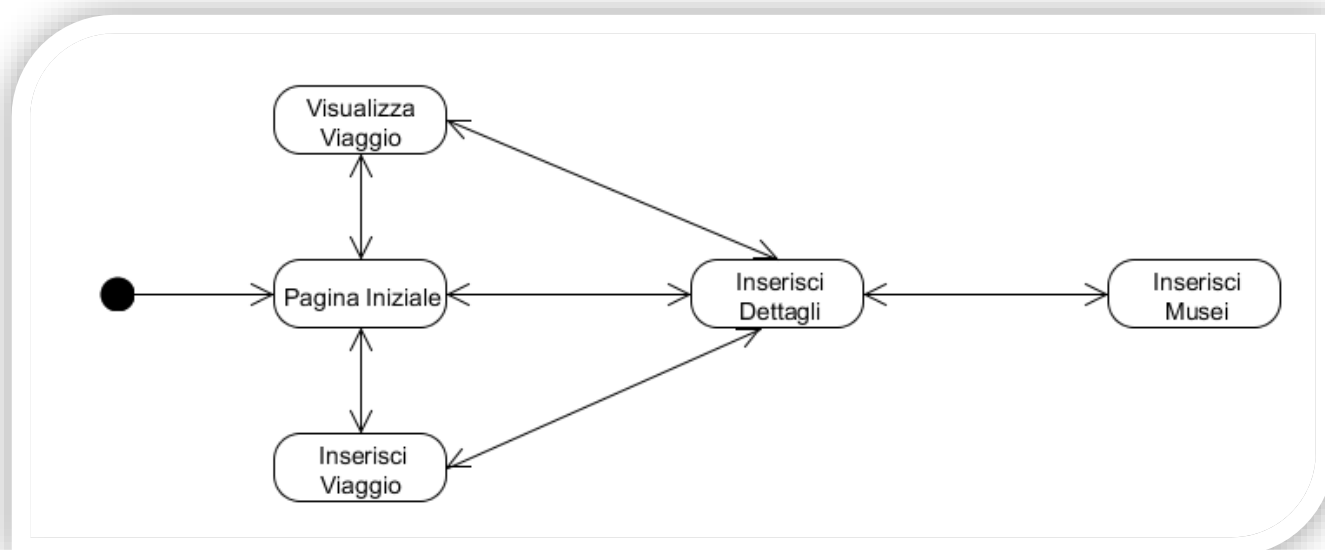 Visualizza
Viaggio
Pagina Iniziale
Inserisci
Dettagli
Inserisci
Musei
Inserisci
Viaggio